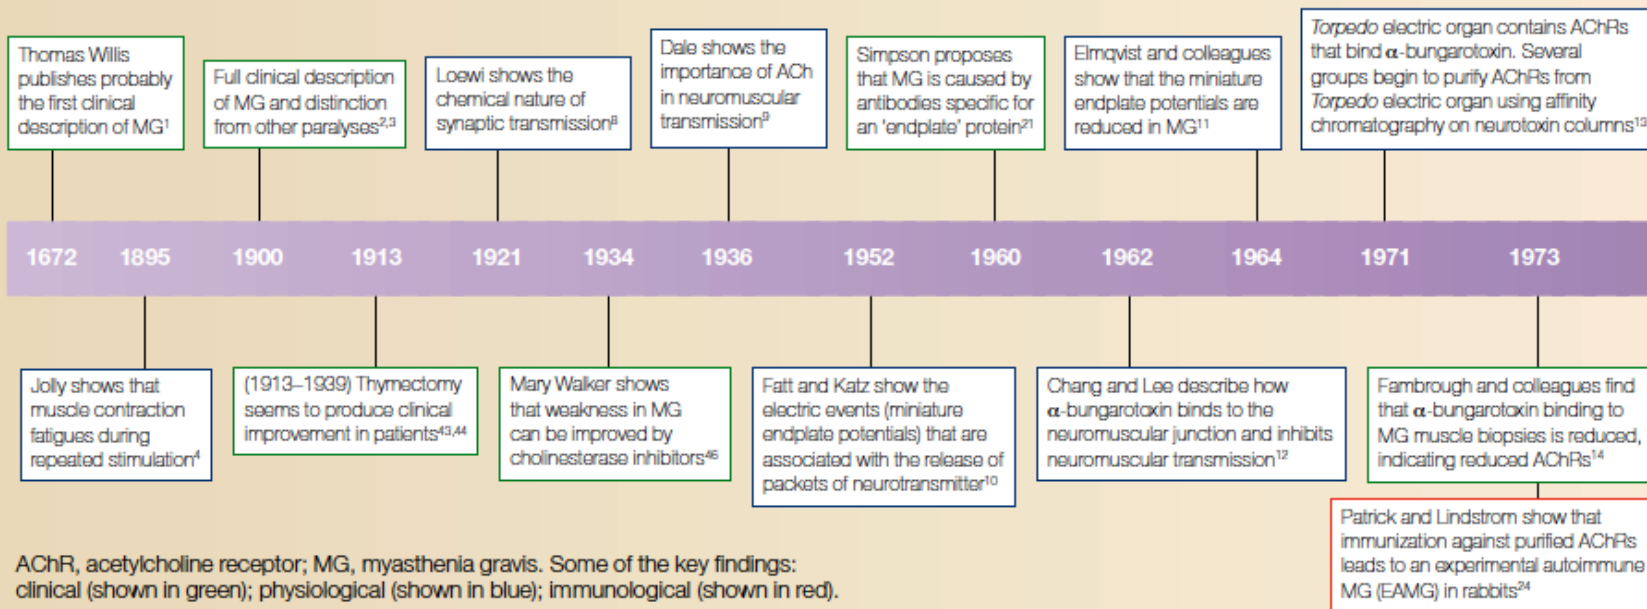 Thomas Willis
publishes probably
the first clinical
description of MG¹
Full clinical description
of MG and distinction
from other paralyses²,³
Loewi shows the
chemical nature of
synaptic transmission⁸
Dale shows the
importance of ACh
in neuromuscular
transmission⁹
Simpson proposes
that MG is caused by
antibodies specific for
an 'endplate' protein²¹
Elmqvist and colleagues
show that the miniature
endplate potentials are
reduced in MG¹¹
Torpedo electric organ contains AChRs
that bind α-bungarotoxin. Several
groups begin to purify AChRs from
Torpedo electric organ using affinity
chromatography on neurotoxin columns¹³
1672 1895 1900 1913 1921 1934 1936 1952 1960 1962 1964 1971 1973
Jolly shows that
muscle contraction
fatigues during
repeated stimulation⁴
(1913–1939) Thymectomy
seems to produce clinical
improvement in patients⁴³,⁴⁴
Mary Walker shows
that weakness in MG
can be improved by
cholinesterase inhibitors⁴⁶
Fatt and Katz show the
electric events (miniature
endplate potentials) that are
associated with the release of
packets of neurotransmitter¹⁰
Chang and Lee describe how
α-bungarotoxin binds to the
neuromuscular junction and inhibits
neuromuscular transmission¹²
Fambrough and colleagues find
that α-bungarotoxin binding to
MG muscle biopsies is reduced,
indicating reduced AChRs¹⁴
Patrick and Lindstrom show that
immunization against purified AChRs
leads to an experimental autoimmune
MG (EAMG) in rabbits²⁴
AChR, acetylcholine receptor; MG, myasthenia gravis. Some of the key findings:
clinical (shown in green); physiological (shown in blue); immunological (shown in red).